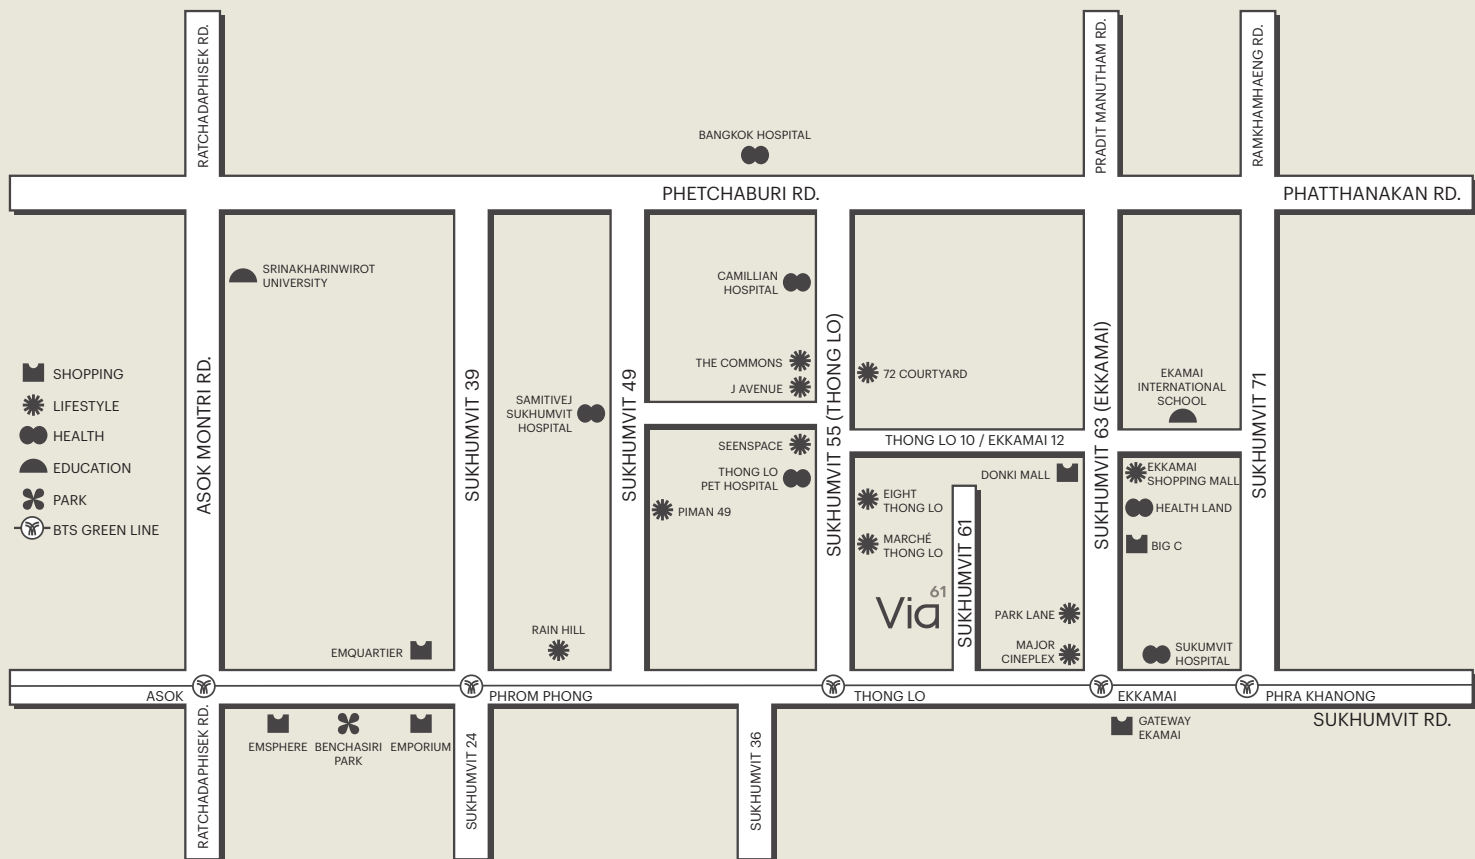 RATCHADAPHISEK RD.
PRADIT MANUTHAM RD.
RAMKHAMHAENG RD.
BANGKOK HOSPITAL
PHETCHABURI RD.
PHATTHANAKAN RD.
SRINAKHARINWIROT
UNIVERSITY
CAMILLIAN
HOSPITAL
THE COMMONS
J AVENUE
72 COURTYARD
EKAMAI
INTERNATIONAL
SCHOOL
SHOPPING
LIFESTYLE
HEALTH
EDUCATION
PARK
BTS GREEN LINE
ASOK MONTRI RD.
SUKHUMVIT 39
SAMITIVEJ
SUKHUMVIT
HOSPITAL
SUKHUMVIT 49
SUKHUMVIT 55 (THONG LO)
SUKHUMVIT 63 (EKKAMAI)
SUKHUMVIT 71
THONG LO 10 / EKKAMAI 12
SEENSPACE
THONG LO
PET HOSPITAL
PIMAN 49
DONKI MALL
EKKAMAI
SHOPPING MALL
HEALTH LAND
BIG C
EIGHT
THONG LO
MARCHÉ
THONG LO
SUKHUMVIT 61
Via 61
PARK LANE
MAJOR
CINEPLEX
SUKUMVIT
HOSPITAL
RAIN HILL
EMQUARTIER
ASOK
PHROM PHONG
THONG LO
EKKAMAI
PHRA KHANONG
SUKHUMVIT RD.
RATCHADAPHISEK RD.
EMSPHERE
BENCHASIRI
PARK
EMPORIUM
SUKHUMVIT 24
SUKHUMVIT 36
GATEWAY
EKAMAI